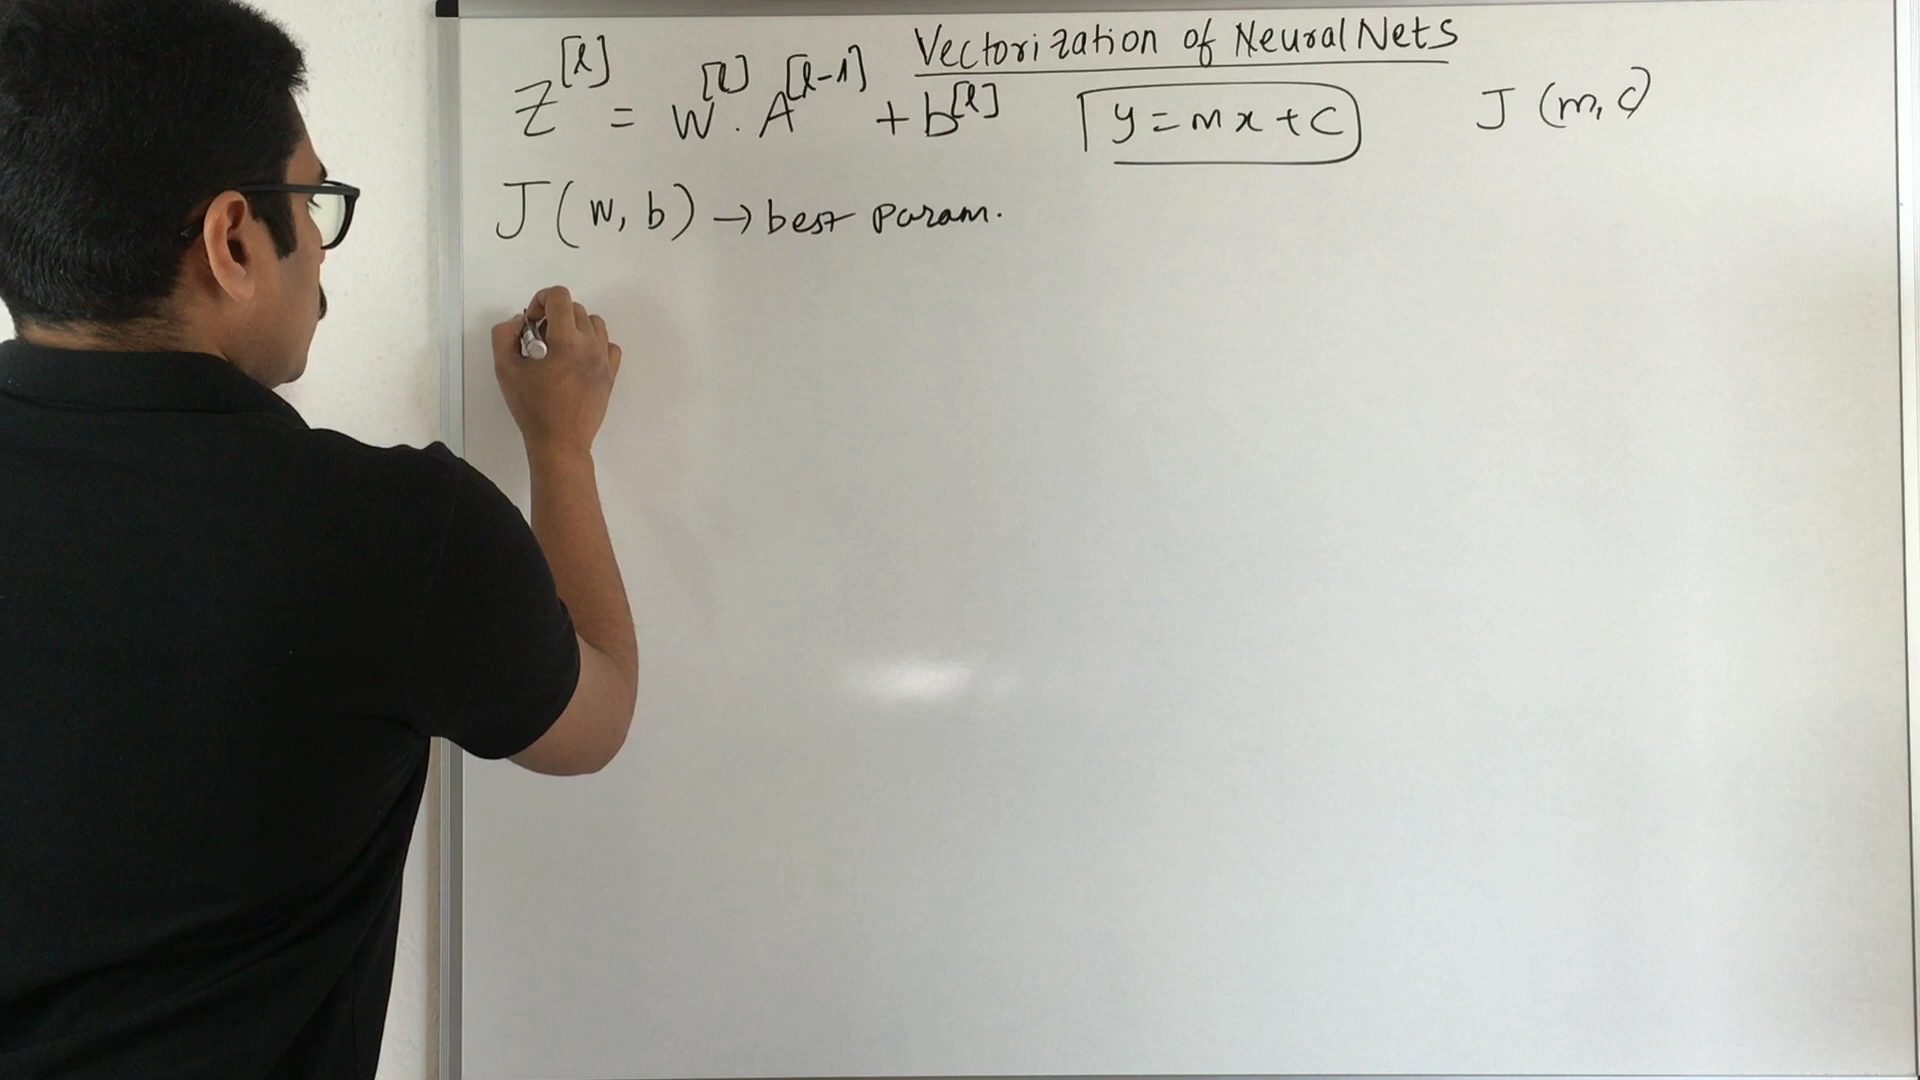 Vectorization of Neural Nets
Z^[l] = W^[l] . A^[l-1] + b^[l]
y = mx + c
J (m, c)
J (W, b) → best param.